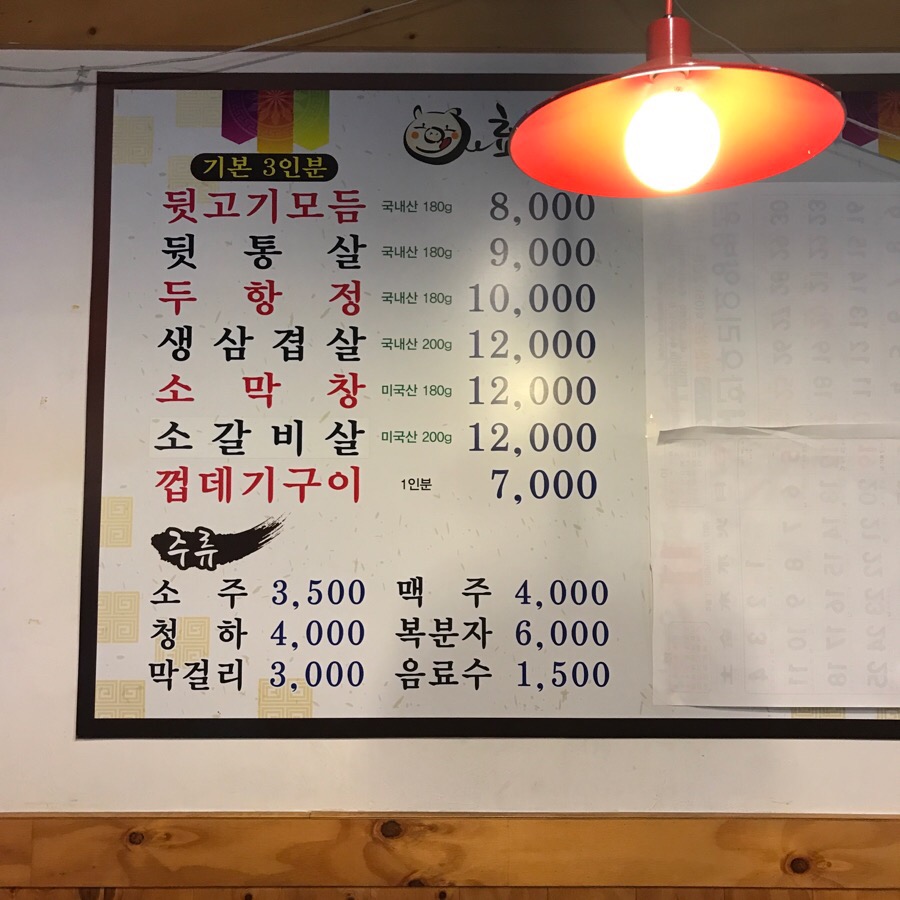 기본 3인분
뒷고기모듬 국내산 180g 8,000
뒷통살 국내산 180g 9,000
두항정 국내산 180g 10,000
생삼겹살 국내산 200g 12,000
소막창 미국산 180g 12,000
소갈비살 미국산 200g 12,000
껍데기구이 1인분 7,000
주류
소주 3,500 맥주 4,000
청하 4,000 복분자 6,000
막걸리 3,000 음료수 1,500